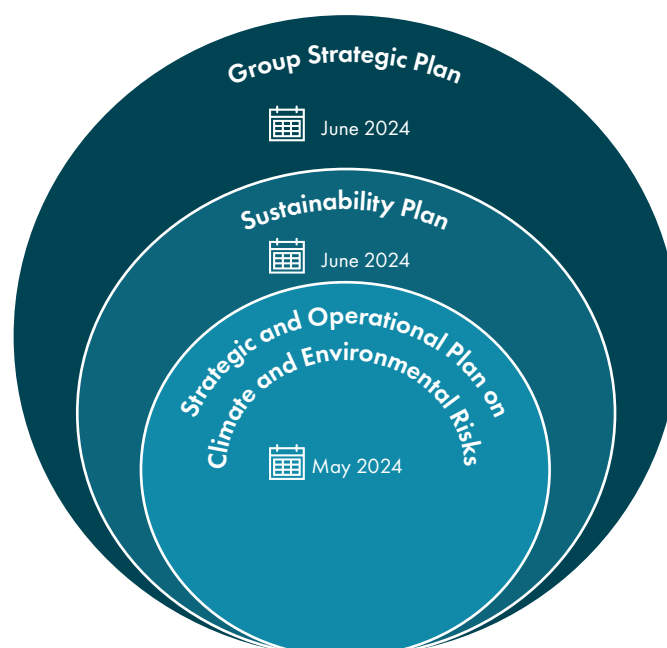 Group Strategic Plan
June 2024
Sustainability Plan
June 2024
Strategic and Operational Plan on
Climate and Environmental Risks
May 2024